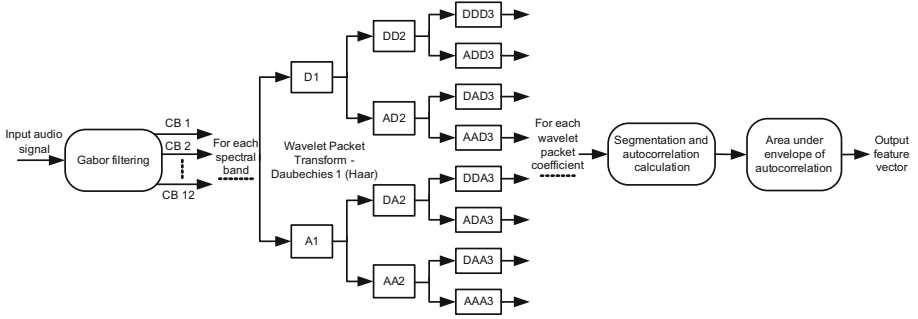 Input audio
signal
Gabor filtering
CB 1
CB 2
CB 12
For each
spectral
band
D1
A1
Wavelet Packet
Transform -
Daubechies 1 (Haar)
DD2
AD2
DA2
AA2
DDD3
ADD3
DAD3
AAD3
DDA3
ADA3
DAA3
AAA3
For each
wavelet
packet
coefficient
Segmentation and
autocorrelation
calculation
Area under
envelope of
autocorrelation
Output
feature
vector